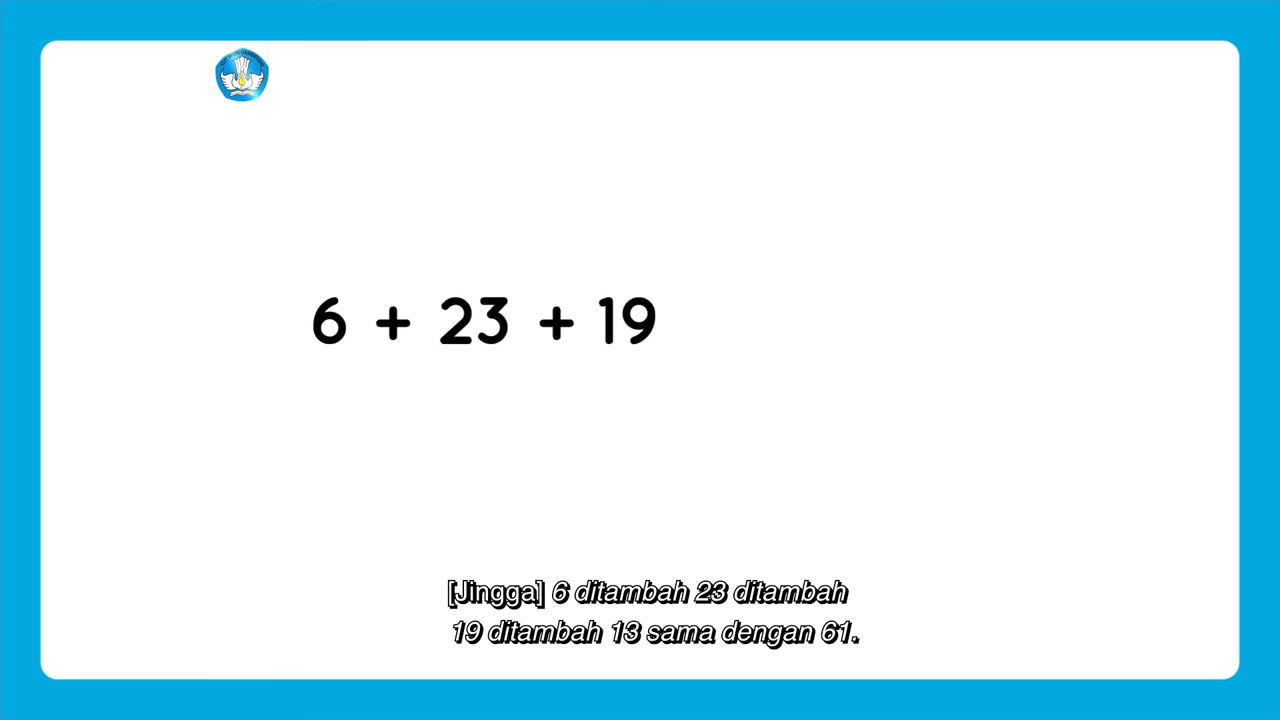 6 + 23 + 19
[Jingga] 6 ditambah 23 ditambah
19 ditambah 13 sama dengan 61.